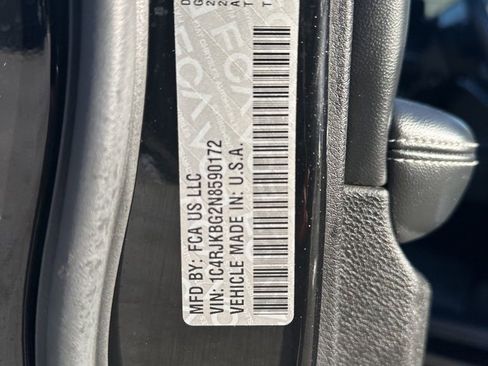 MFD BY: FCA US LLC
VIN: 1C4RJKBG2N8590172
VEHICLE MADE IN: U.S.A.